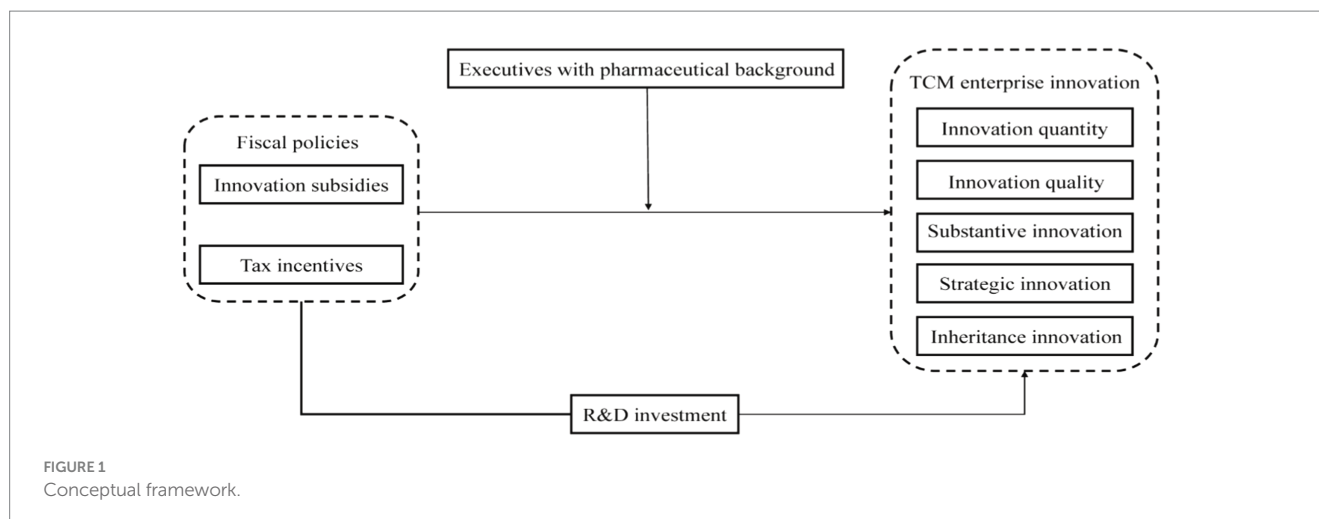 Executives with pharmaceutical background
Fiscal policies
Innovation subsidies
Tax incentives
TCM enterprise innovation
Innovation quantity
Innovation quality
Substantive innovation
Strategic innovation
Inheritance innovation
R&D investment
FIGURE 1
Conceptual framework.